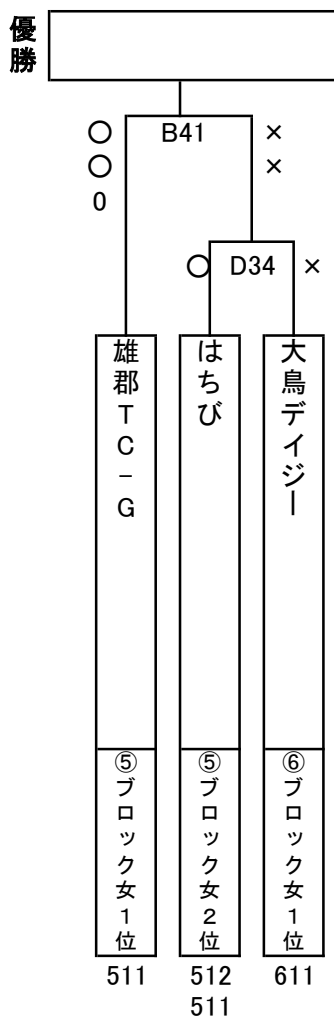 優勝
○ B41 ×
○ ×
0
○ D34 ×
雄郡TC-G
はちび
大鳥デイジー
⑤ブロック女1位
⑤ブロック女2位
⑥ブロック女1位
511 512 611
511